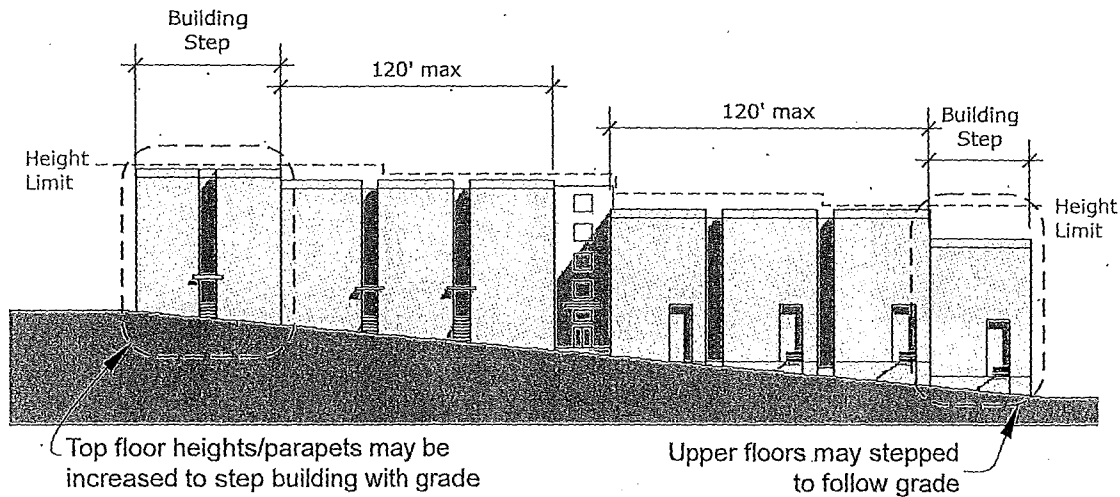 Building
Step
120' max
120' max
Building
Step
Height
Limit
Height
Limit
Top floor heights/parapets may be
increased to step building with grade
Upper floors may stepped
to follow grade